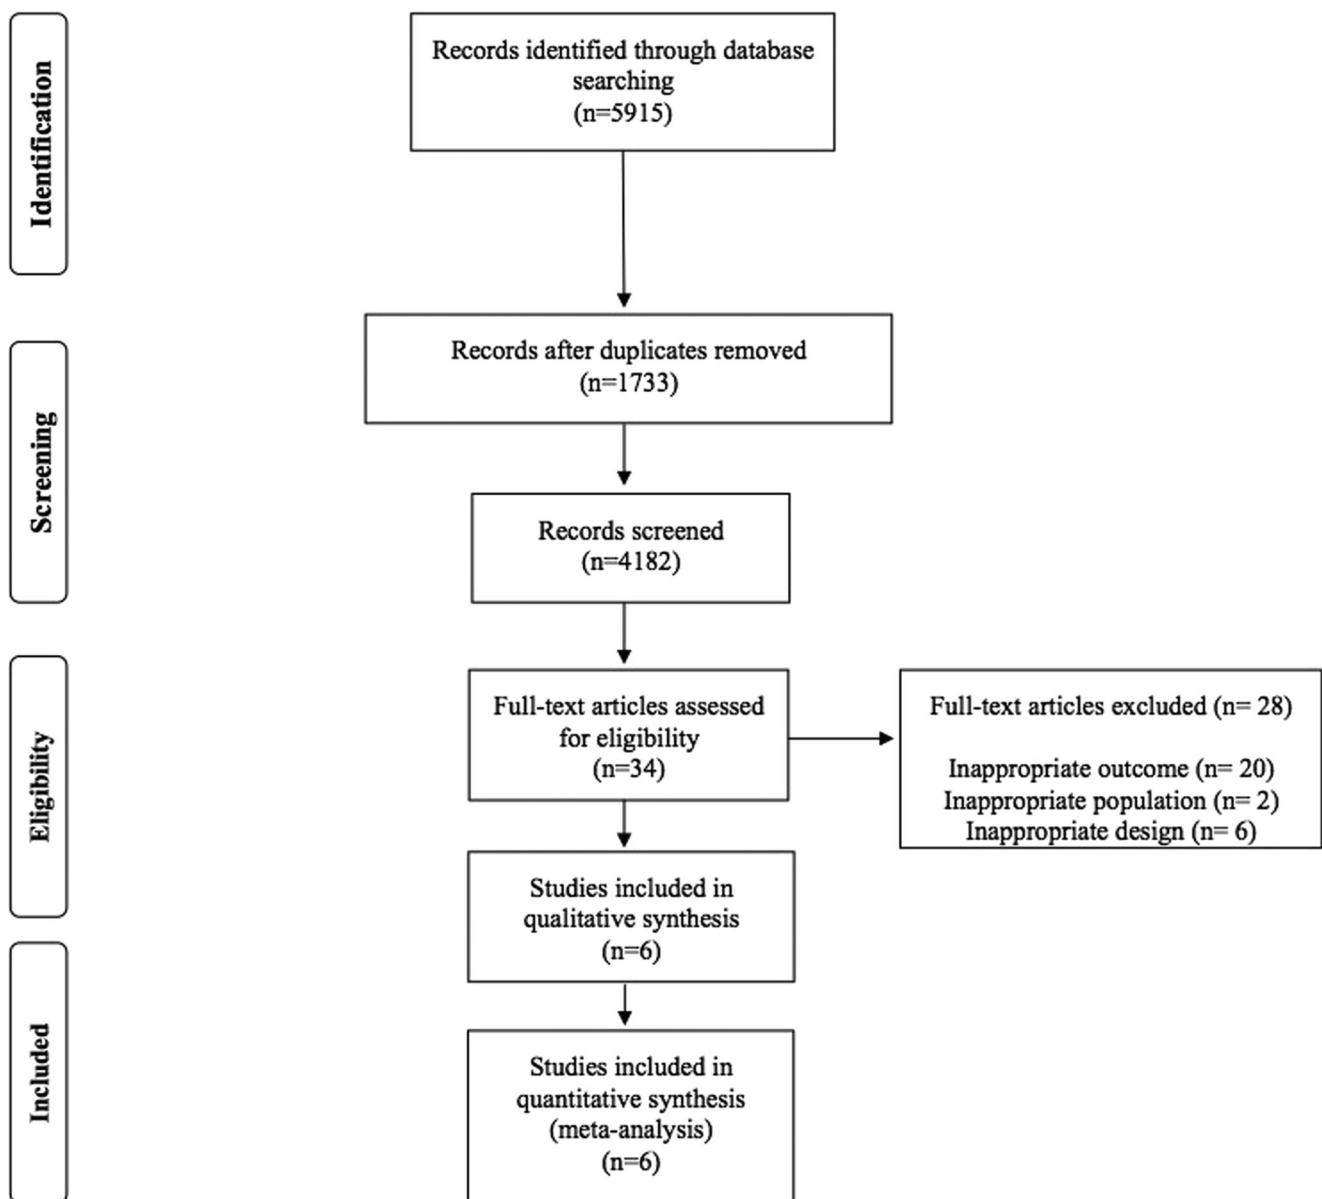 Identification
Records identified through database
searching
(n=5915)
Screening
Records after duplicates removed
(n=1733)
Records screened
(n=4182)
Eligibility
Full-text articles assessed
for eligibility
(n=34)
Full-text articles excluded (n= 28)
Inappropriate outcome (n= 20)
Inappropriate population (n= 2)
Inappropriate design (n= 6)
Studies included in
qualitative synthesis
(n=6)
Included
Studies included in
quantitative synthesis
(meta-analysis)
(n=6)